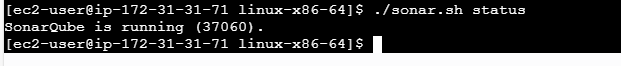 [ec2-user@ip-172-31-31-71 linux-x86-64]$ ./sonar.sh status
SonarQube is running (37060).
[ec2-user@ip-172-31-31-71 linux-x86-64]$